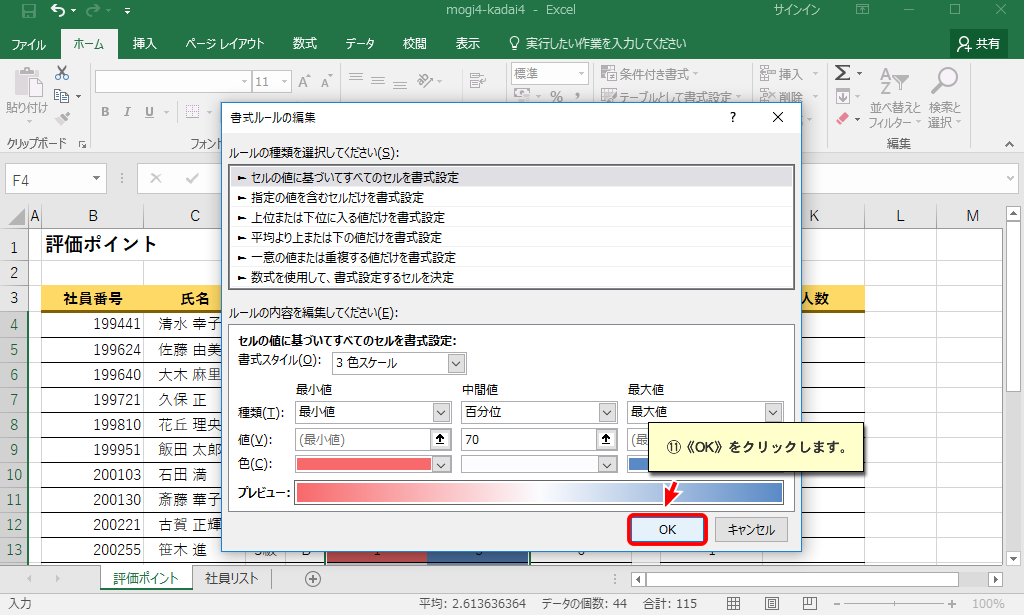 mogi4-kadai4 - Excel
サインイン
ファイル ホーム 挿入 ページ レイアウト 数式 データ 校閲 表示 実行したい作業を入力してください 共有
貼り付け
クリップボード
11 A A
B I U
フォント
標準
% ,
条件付き書式
テーブルとして書式設定
挿入
削除
Σ
並べ替えと
フィルター
検索と
選択
編集
F4
A B C K L M
1 評価ポイント
2
3 社員番号 氏名 人数
4 199441 清水 幸子
5 199624 佐藤 由美
6 199640 大木 麻里
7 199721 久保 正
8 199810 花丘 理央
9 199951 飯田 太郎
10 200103 石田 満
11 200130 斎藤 華子
12 200221 古賀 正輝
13 200255 笹木 進
書式ルールの編集 ?
ルールの種類を選択してください(S):
► セルの値に基づいてすべてのセルを書式設定
► 指定の値を含むセルだけを書式設定
► 上位または下位に入る値だけを書式設定
► 平均より上または下の値だけを書式設定
► 一意の値または重複する値だけを書式設定
► 数式を使用して、書式設定するセルを決定
ルールの内容を編集してください(E):
セルの値に基づいてすべてのセルを書式設定:
書式スタイル(O): 3 色スケール
最小値 中間値 最大値
種類(T): 最小値 百分位 最大値
値(V): (最小値) 70
色(C):
プレビュー:
⑪《OK》をクリックします。
OK キャンセル
評価ポイント 社員リスト
入力 平均: 2.613636364 データの個数: 44 合計: 115 100%